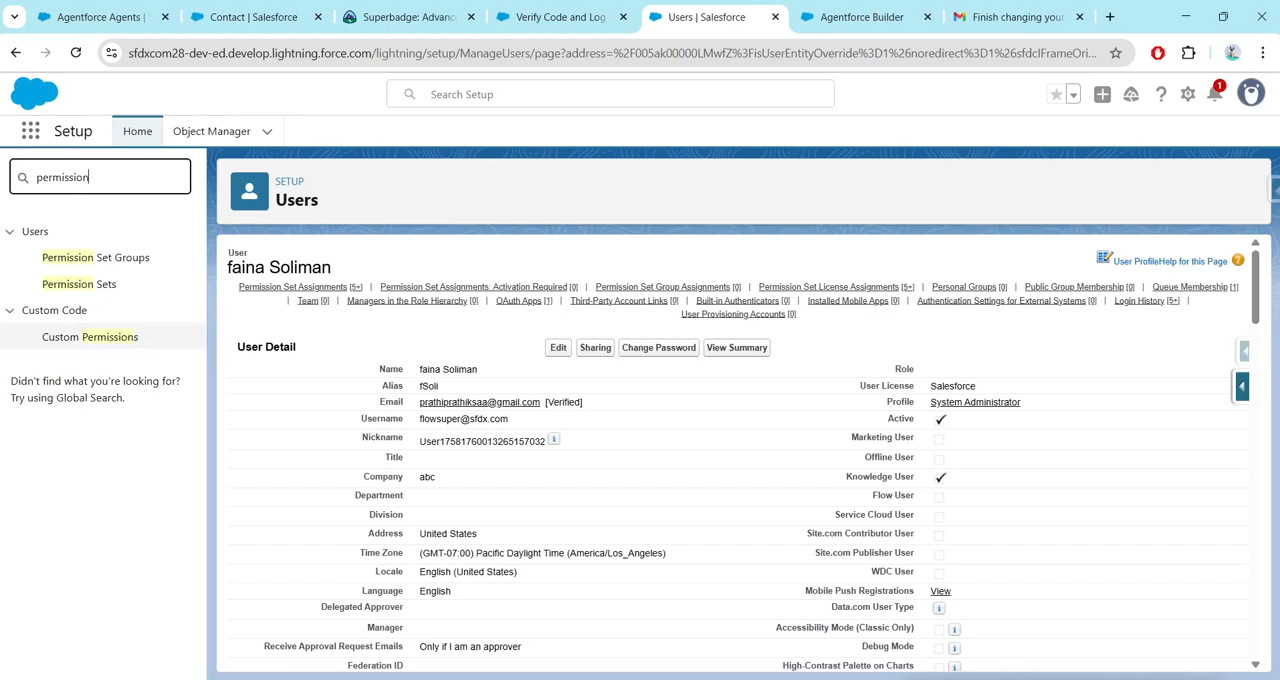 Agentforce Agents |
Contact | Salesforce
Superbadge: Advanc
Verify Code and Log
Users | Salesforce
Agentforce Builder
Finish changing your
sfdxcom28-dev-ed.develop.lightning.force.com/lightning/setup/ManageUsers/page?address=%2F005ak00000LMwfZ%3FisUserEntityOverride%3D1%26noredirect%3D1%26sfdcIFrameOri...
Search Setup
1
Setup
Home
Object Manager
permission
Users
Permission Set Groups
Permission Sets
Custom Code
Custom Permissions
Didn't find what you're looking for?
Try using Global Search.
SETUP
Users
User
faina Soliman
User Profile Help for this Page
Permission Set Assignments [5+] | Permission Set Assignments: Activation Required [0] | Permission Set Group Assignments [0] | Permission Set License Assignments [5+] | Personal Groups [0] | Public Group Membership [0] | Queue Membership [1]
| Team [0] | Managers in the Role Hierarchy [0] | OAuth Apps [1] | Third-Party Account Links [0] | Built-in Authenticators [0] | Installed Mobile Apps [0] | Authentication Settings for External Systems [0] | Login History [5+] |
User Provisioning Accounts [0]
User Detail
Edit Sharing Change Password View Summary
Name faina Soliman Role
Alias fSoli User License Salesforce
Email prathiprathiksaa@gmail.com [Verified] Profile System Administrator
Username flowsuper@sfdx.com Active
Nickname User17581760013265157032 i Marketing User
Title Offline User
Company abc Knowledge User
Department Flow User
Division Service Cloud User
Address United States Site.com Contributor User
Time Zone (GMT-07:00) Pacific Daylight Time (America/Los_Angeles) Site.com Publisher User
Locale English (United States) WDC User
Language English Mobile Push Registrations View
Delegated Approver Data.com User Type i
Manager Accessibility Mode (Classic Only) i
Receive Approval Request Emails Only if I am an approver Debug Mode i
Federation ID High-Contrast Palette on Charts i